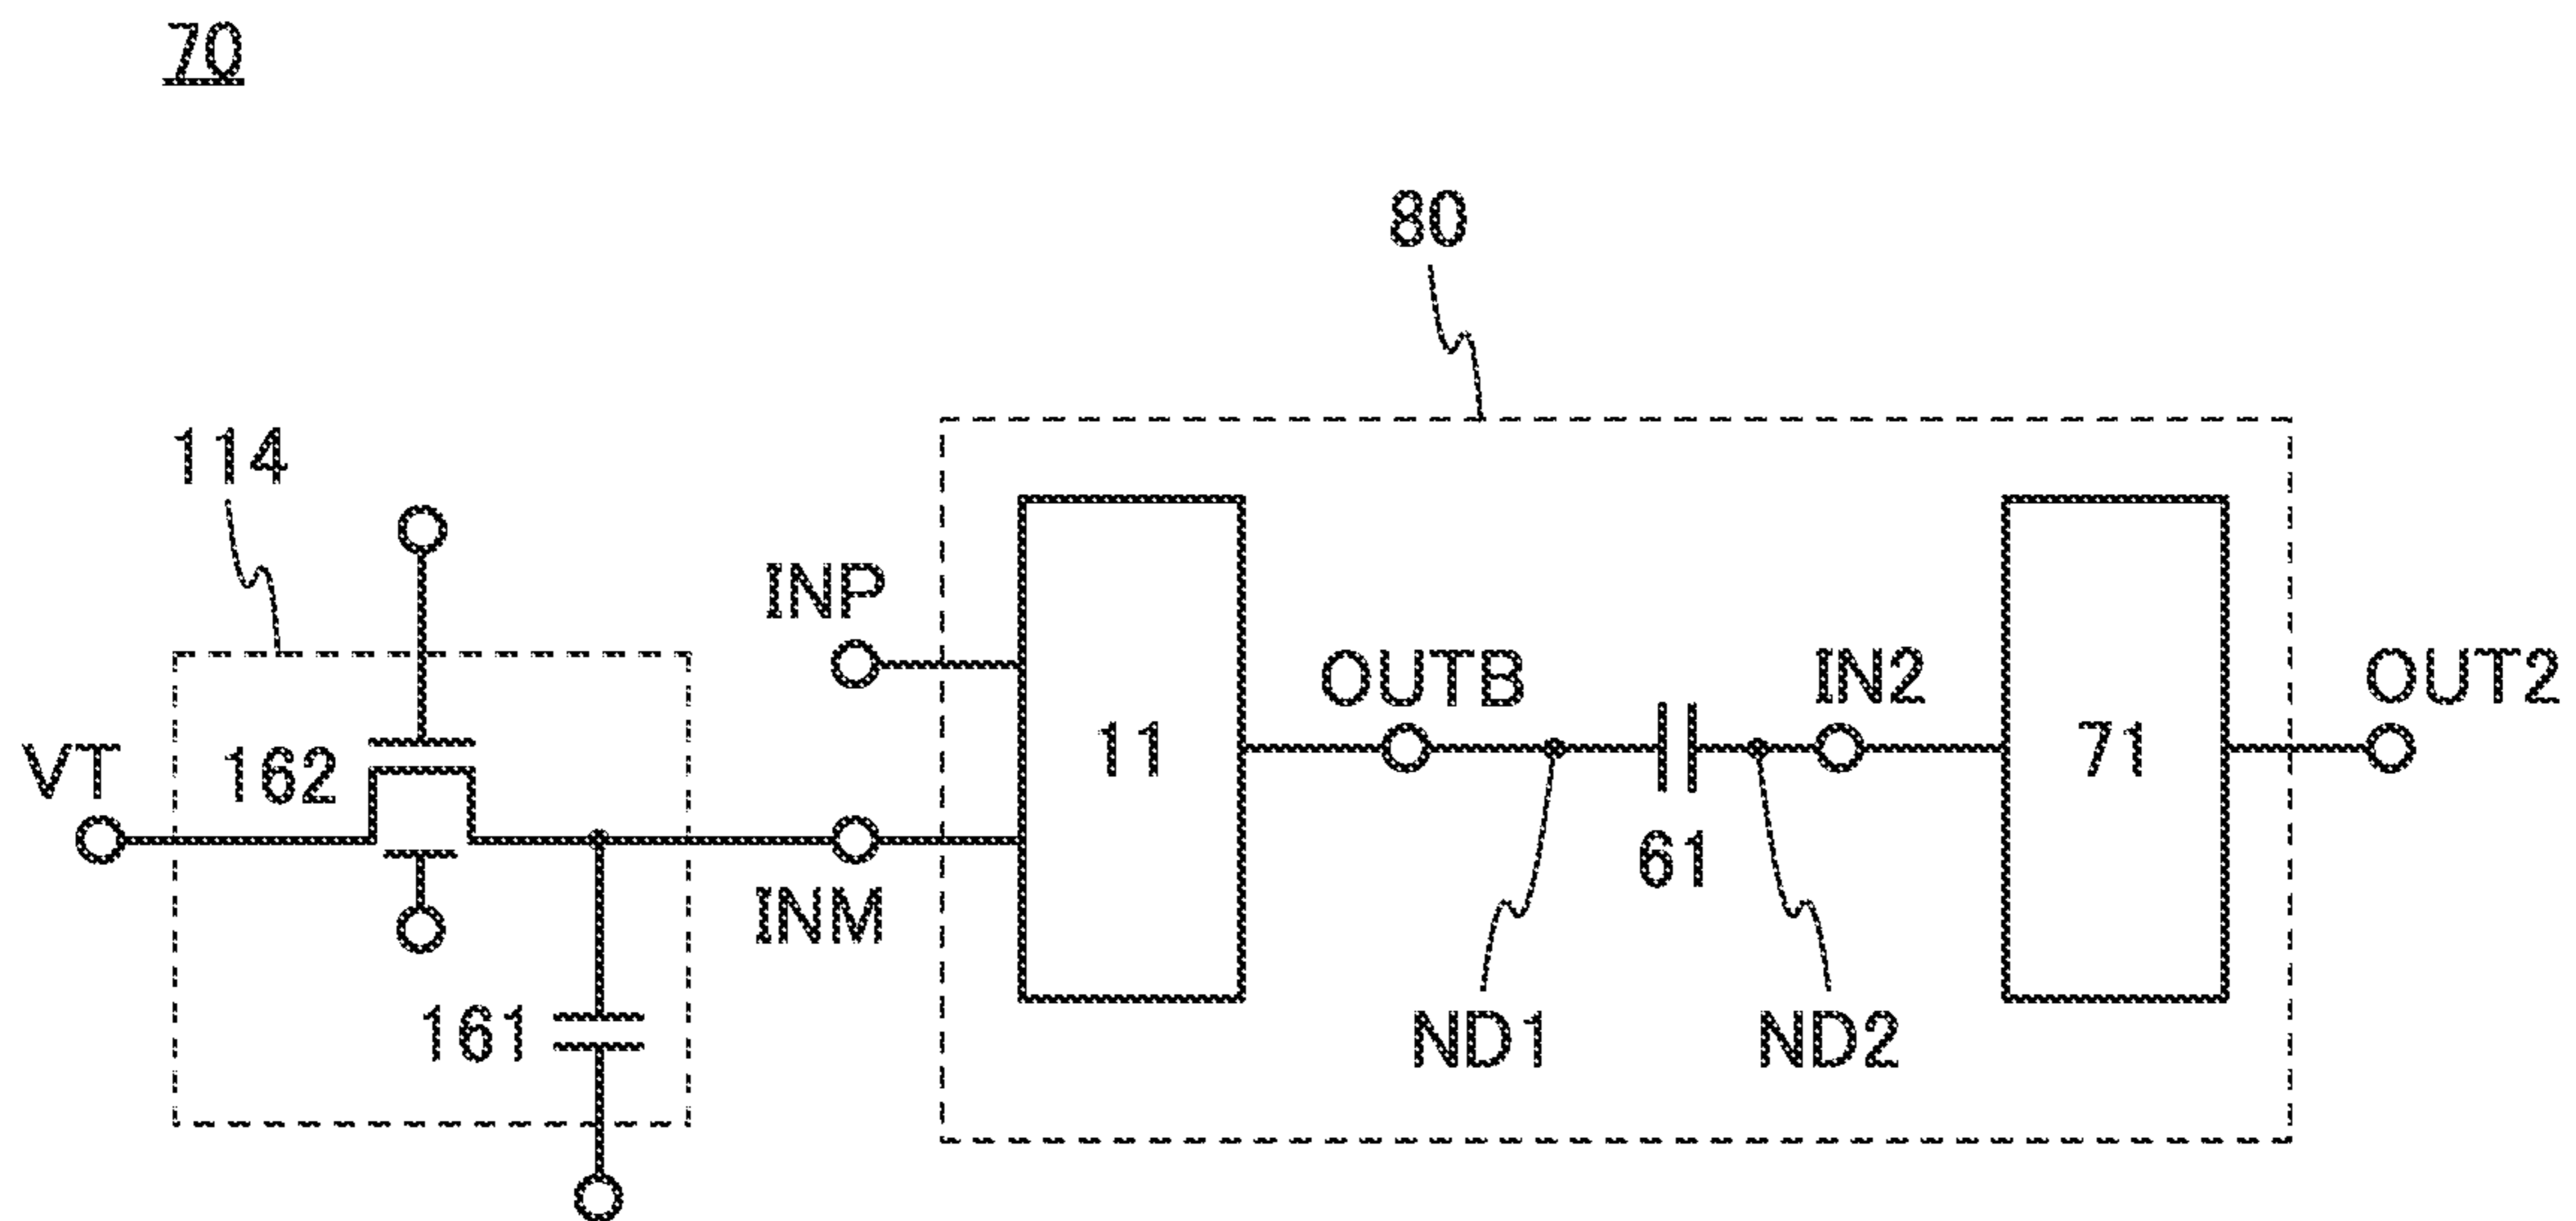 70
80
114
INP
OUTB
IN2
OUT2
VT
162
11
71
61
INM
161
ND1
ND2